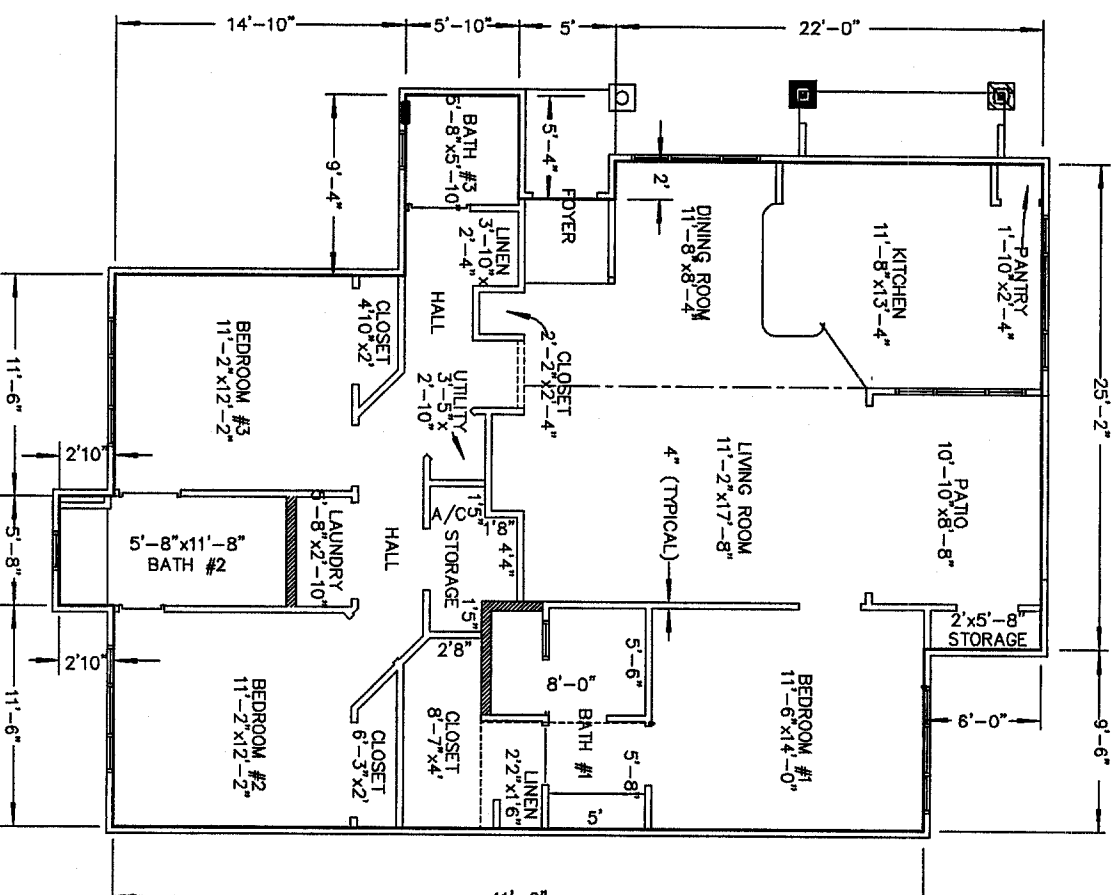 14'-10"
5'-10"
5'
22'-0"
BATH #3
5'-8"x5'-10"
5'-4"
9'-4"
2'
FOYER
LINEN
3'-10"x
2'-4"
DINING ROOM
11'-8"x8'-4"
KITCHEN
11'-8"x13'-4"
PANTRY
1'-10"x2'-4"
25'-2"
HALL
CLOSET
4'10"x2'
BEDROOM #3
11'-2"x12'-2"
CLOSET
2'-2"x2'-4"
UTILITY
3'-5"x
2'-10"
11'-6"
2'10"
LIVING ROOM
11'-2"x17'-8"
4" (TYPICAL)
PATIO
10'-10"x8'-8"
5'-8"
5'-8"x11'-8"
BATH #2
LAUNDRY
5'-8"x2'-10"
HALL
A/C
STORAGE
1'5"
1'8"
4'4"
1'5"
2'x5'-8"
STORAGE
2'10"
2'8"
11'-6"
BEDROOM #2
11'-2"x12'-2"
CLOSET
6'-3"x2'
CLOSET
8'-7"x4'
8'-0"
5'-6"
BATH #1
5'-8"
LINEN
2'2"x1'6"
5'
BEDROOM #1
11'-6"x14'-0"
6'-0"
9'-6"